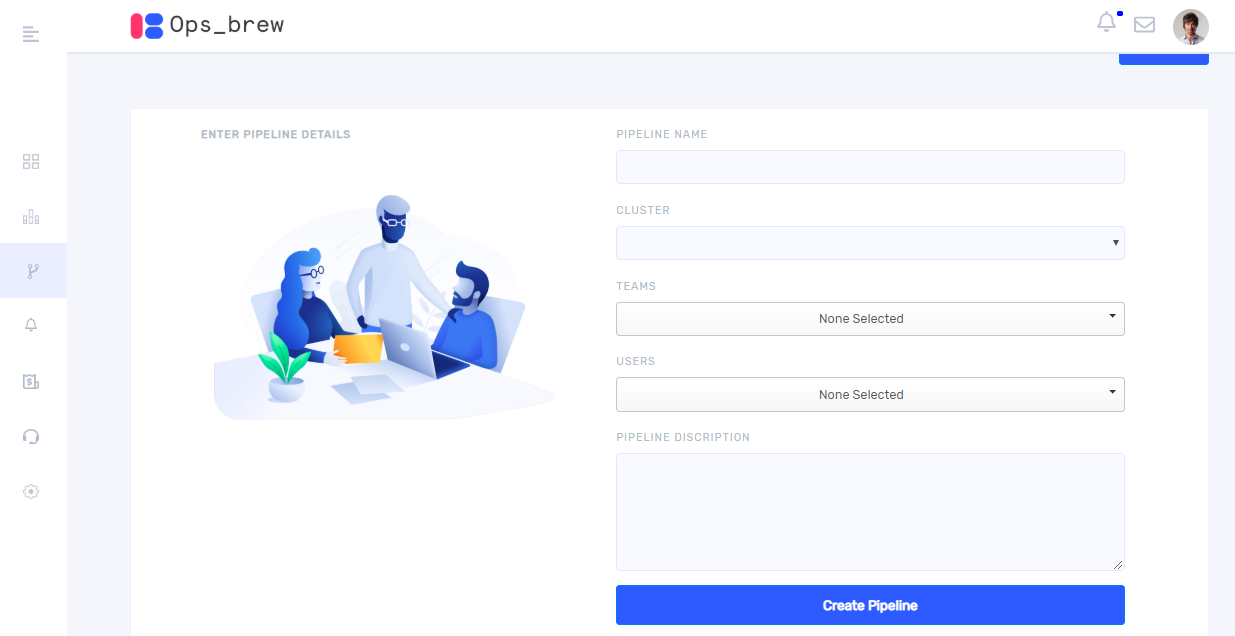 Ops_brew
ENTER PIPELINE DETAILS
PIPELINE NAME
CLUSTER
TEAMS
None Selected
USERS
None Selected
PIPELINE DISCRIPTION
Create Pipeline